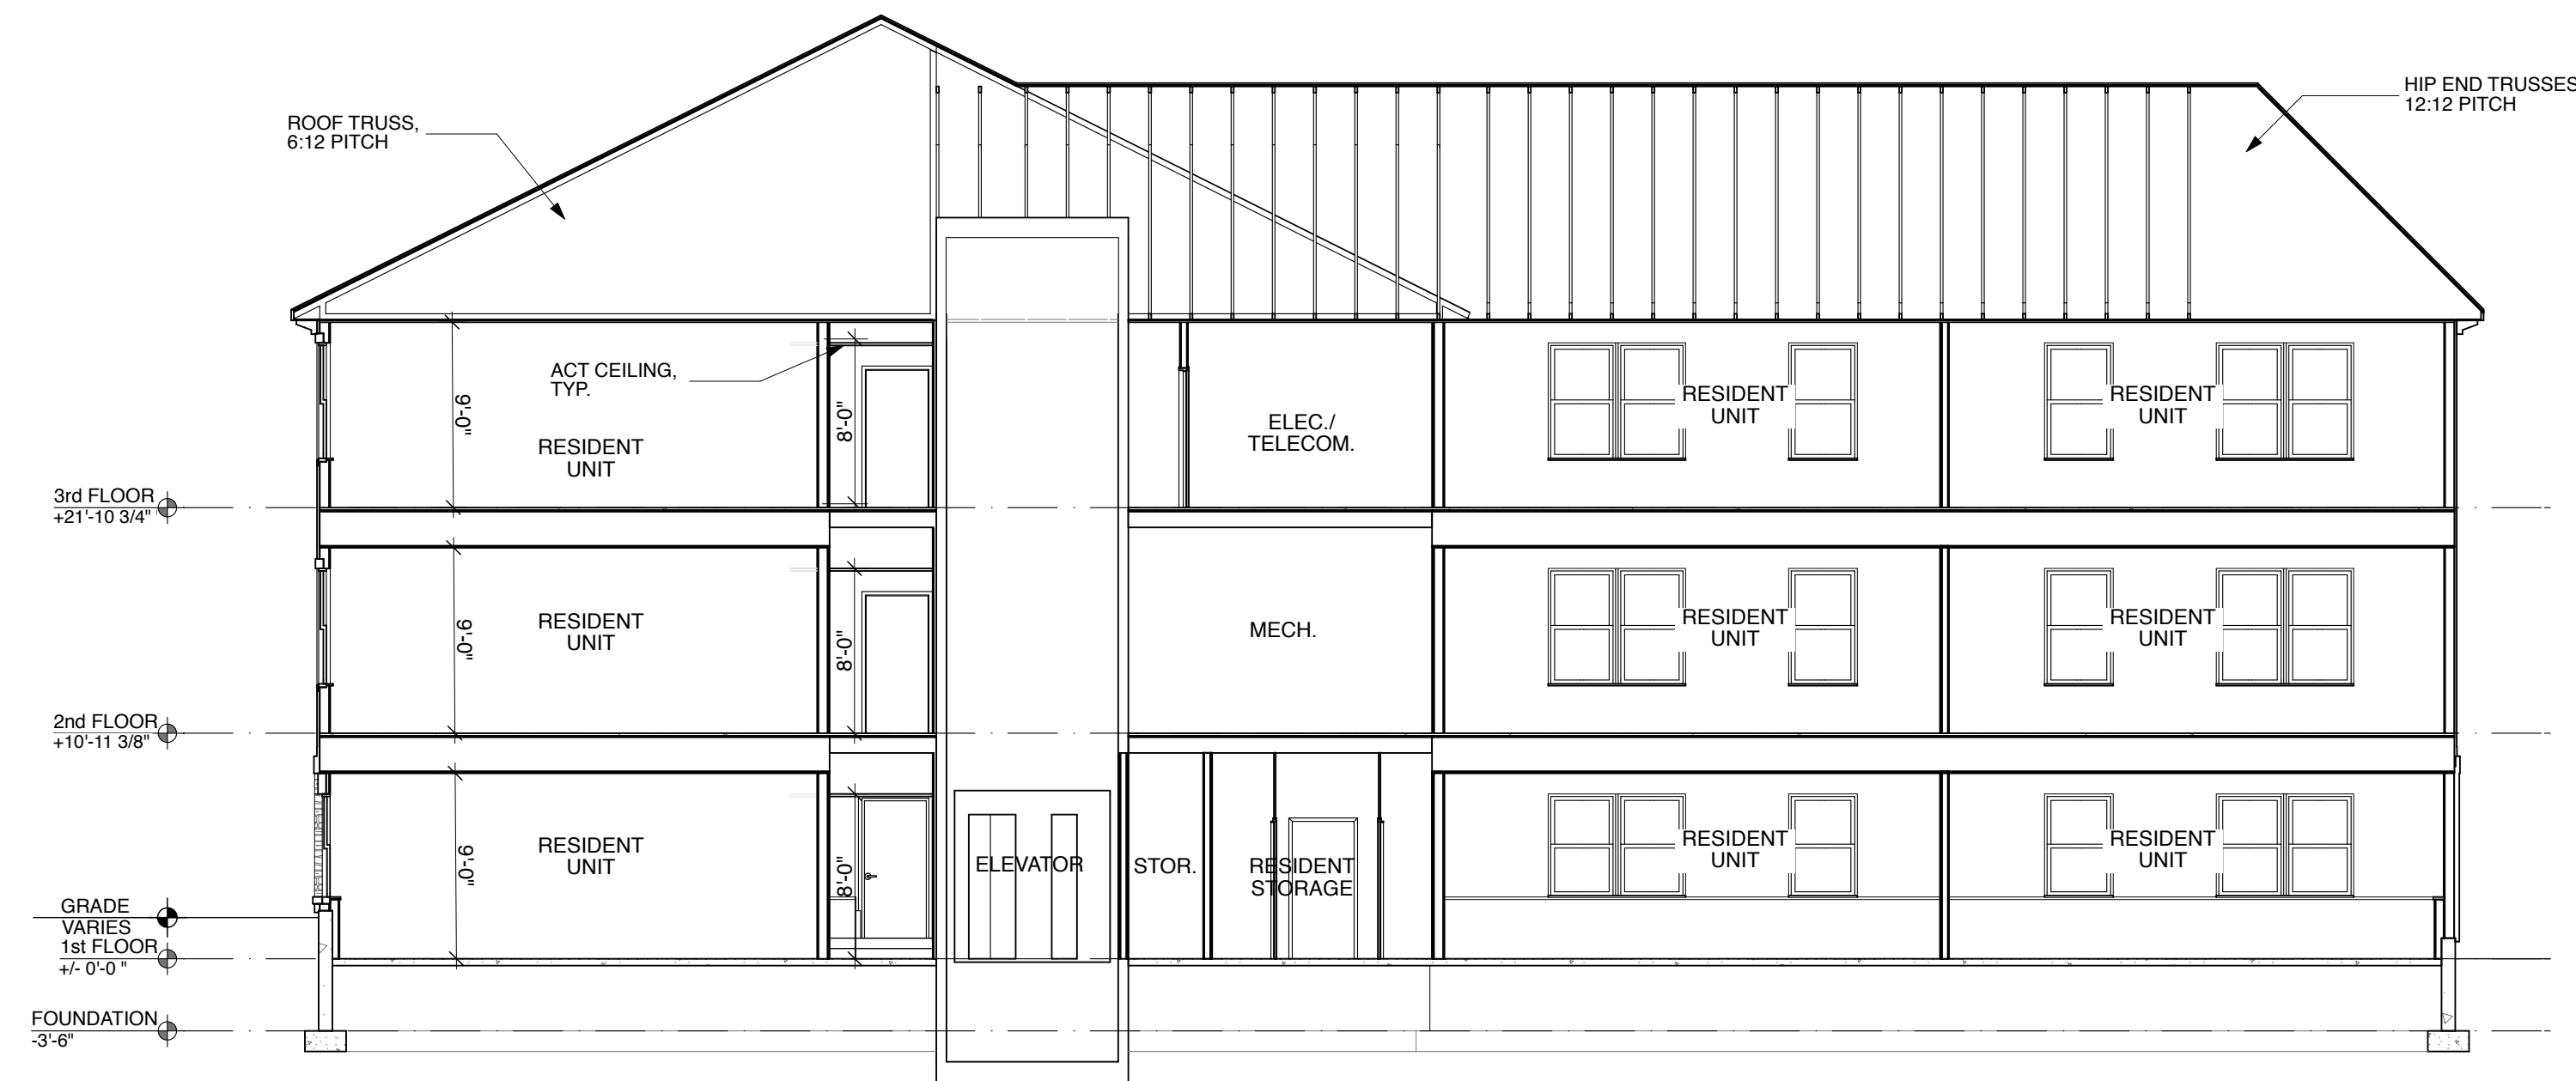 ROOF TRUSS,
6:12 PITCH
HIP END TRUSSES
12:12 PITCH
ACT CEILING,
TYP.
9'-0"
8'-0"
RESIDENT
UNIT
ELEC./
TELECOM.
RESIDENT
UNIT
RESIDENT
UNIT
3rd FLOOR
+21'-10 3/4"
9'-0"
RESIDENT
UNIT
8'-0"
MECH.
RESIDENT
UNIT
RESIDENT
UNIT
2nd FLOOR
+10'-11 3/8"
9'-0"
RESIDENT
UNIT
8'-0"
ELEVATOR
STOR.
RESIDENT
STORAGE
RESIDENT
UNIT
RESIDENT
UNIT
GRADE
VARIES
1st FLOOR
+/- 0'-0 "
FOUNDATION
-3'-6"